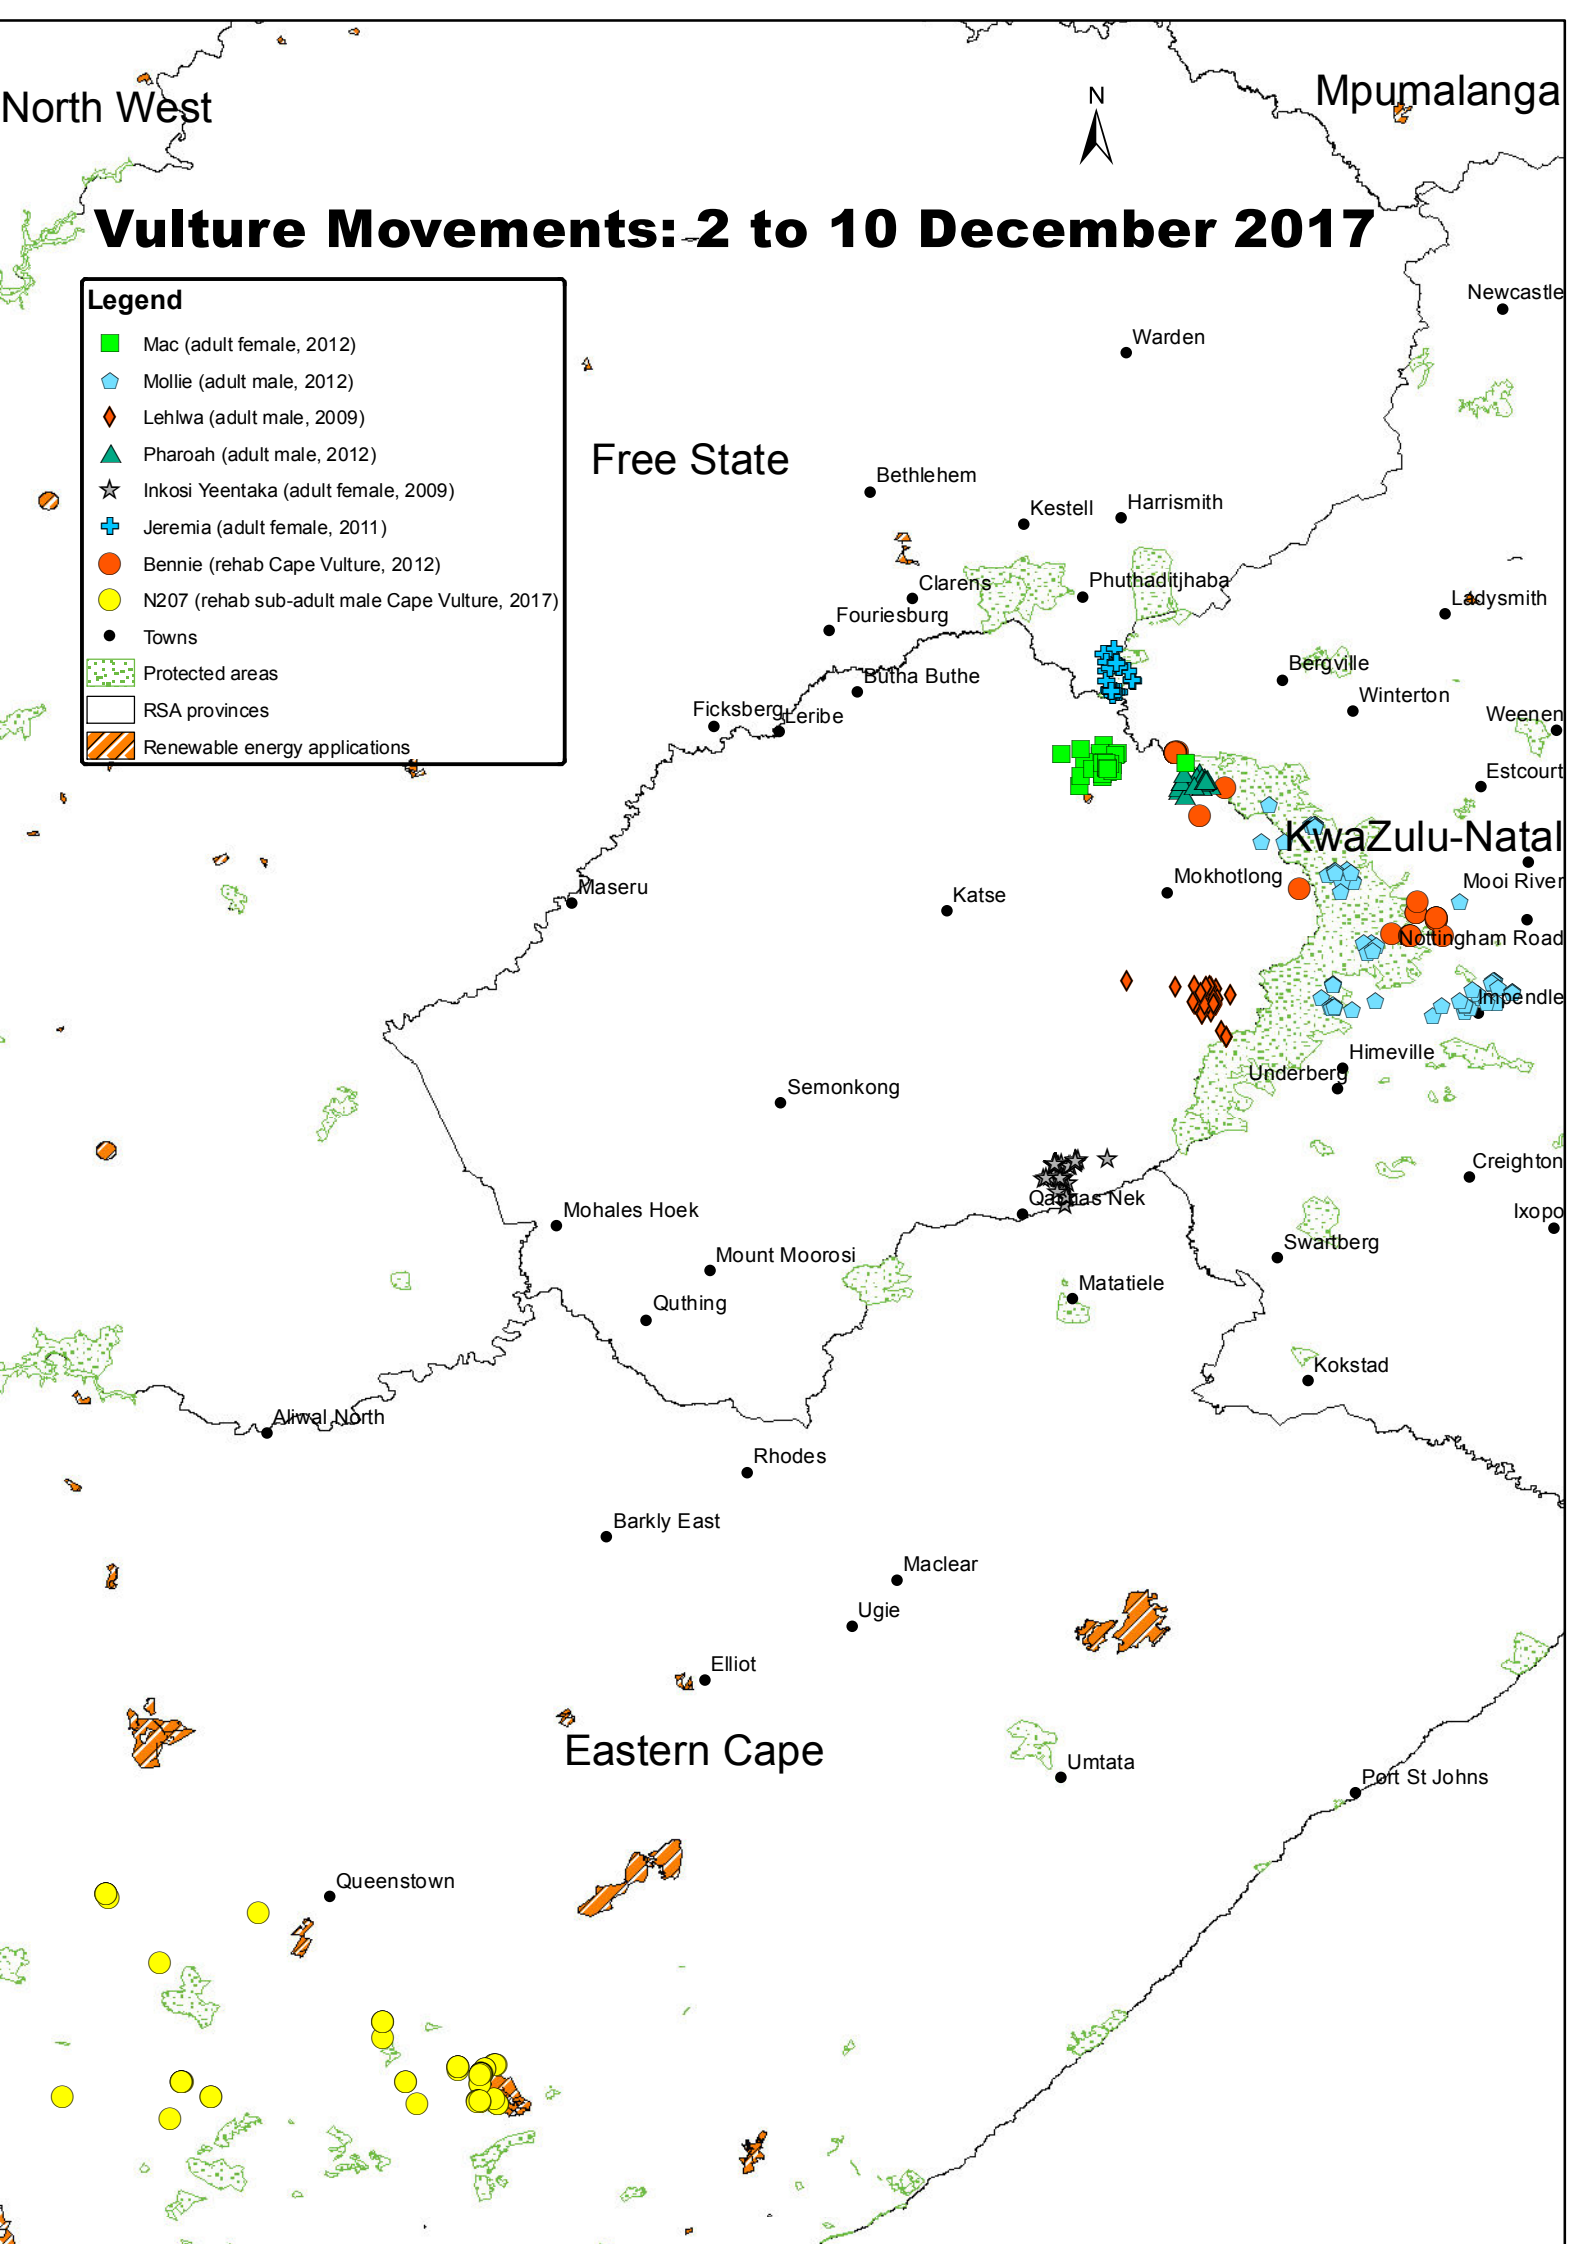 North West
Mpumalanga
N
Vulture Movements: 2 to 10 December 2017
Legend
Mac (adult female, 2012)
Mollie (adult male, 2012)
Lehlwa (adult male, 2009)
Pharoah (adult male, 2012)
Inkosi Yeentaka (adult female, 2009)
Jeremia (adult female, 2011)
Bennie (rehab Cape Vulture, 2012)
N207 (rehab sub-adult male Cape Vulture, 2017)
Towns
Protected areas
RSA provinces
Renewable energy applications
Newcastle
Warden
Free State
Bethlehem
Kestell
Harrismith
Clarens
Phuthaditjhaba
Ladysmith
Fouriesburg
Bergville
Butha Buthe
Winterton
Ficksberg
Leribe
Weenen
Estcourt
KwaZulu-Natal
Mokhotlong
Mooi River
Maseru
Katse
Nottingham Road
Impendle
Himeville
Underberg
Semonkong
Creighton
Qachas Nek
Mohales Hoek
Ixopo
Swartberg
Mount Moorosi
Matatiele
Quthing
Kokstad
Aliwal North
Rhodes
Barkly East
Maclear
Ugie
Elliot
Eastern Cape
Umtata
Port St Johns
Queenstown